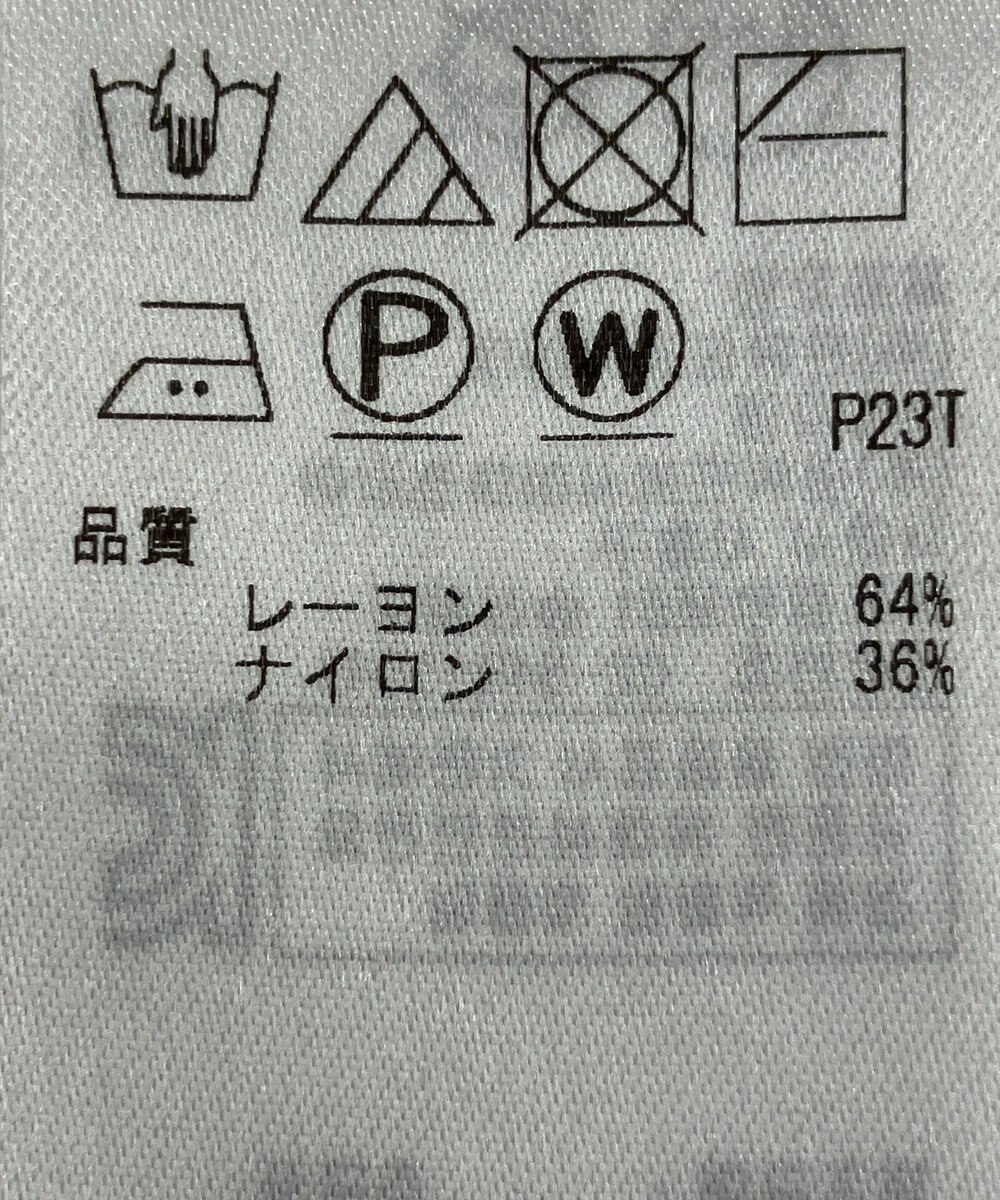 P
W
P23T
品質
レーヨン 64%
ナイロン 36%